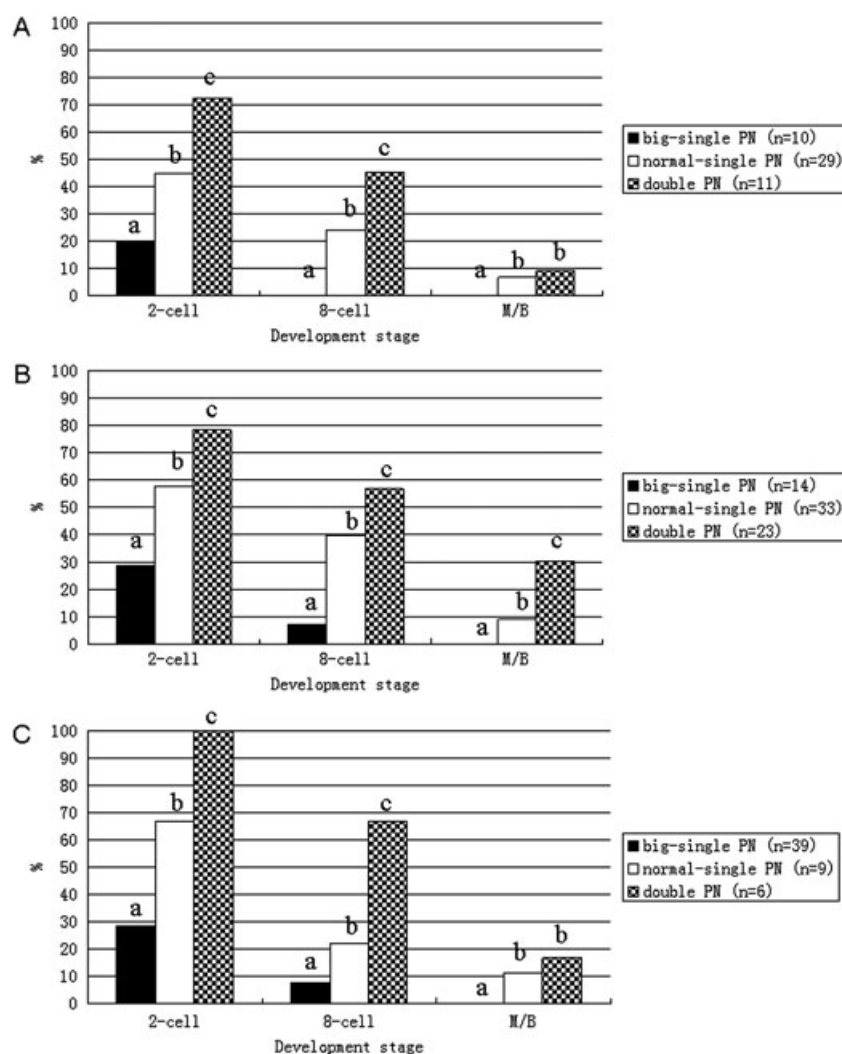 A
100
90
80
70
60
50
40
30
20
10
0
%
a b c
a b c
a b b
2-cell 8-cell M/B
Development stage
big-single PN (n=10)
normal-single PN (n=29)
double PN (n=11)
B
100
90
80
70
60
50
40
30
20
10
0
%
a b c
a b c
a b c
2-cell 8-cell M/B
Development stage
big-single PN (n=14)
normal-single PN (n=33)
double PN (n=23)
C
100
90
80
70
60
50
40
30
20
10
0
%
a b c
a b c
a b b
2-cell 8-cell M/B
Development stage
big-single PN (n=39)
normal-single PN (n=9)
double PN (n=6)